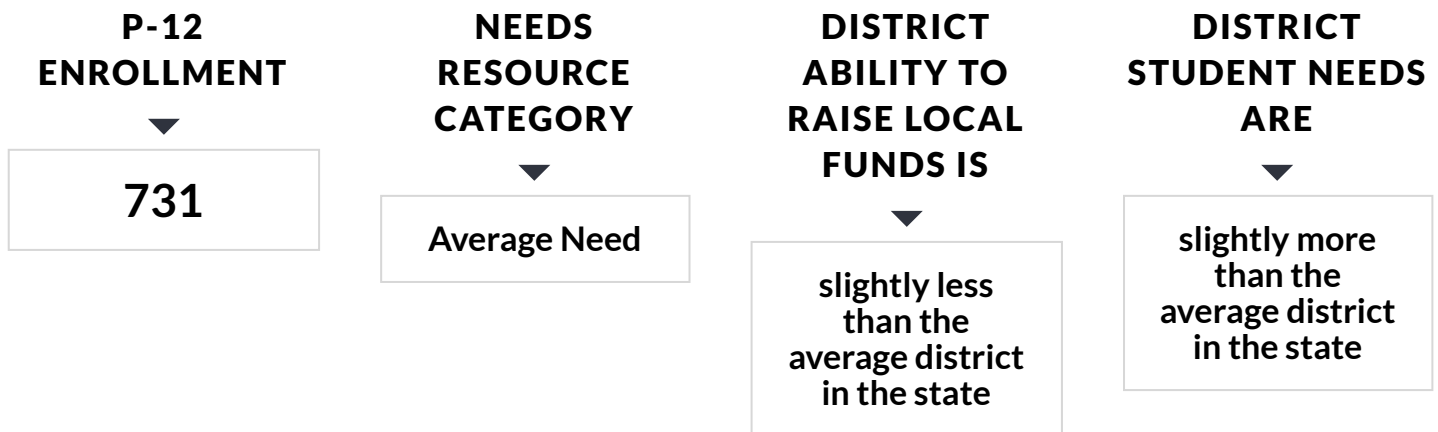 P-12
ENROLLMENT
731
NEEDS
RESOURCE
CATEGORY
Average Need
DISTRICT
ABILITY TO
RAISE LOCAL
FUNDS IS
slightly less
than the
average district
in the state
DISTRICT
STUDENT NEEDS
ARE
slightly more
than the
average district
in the state